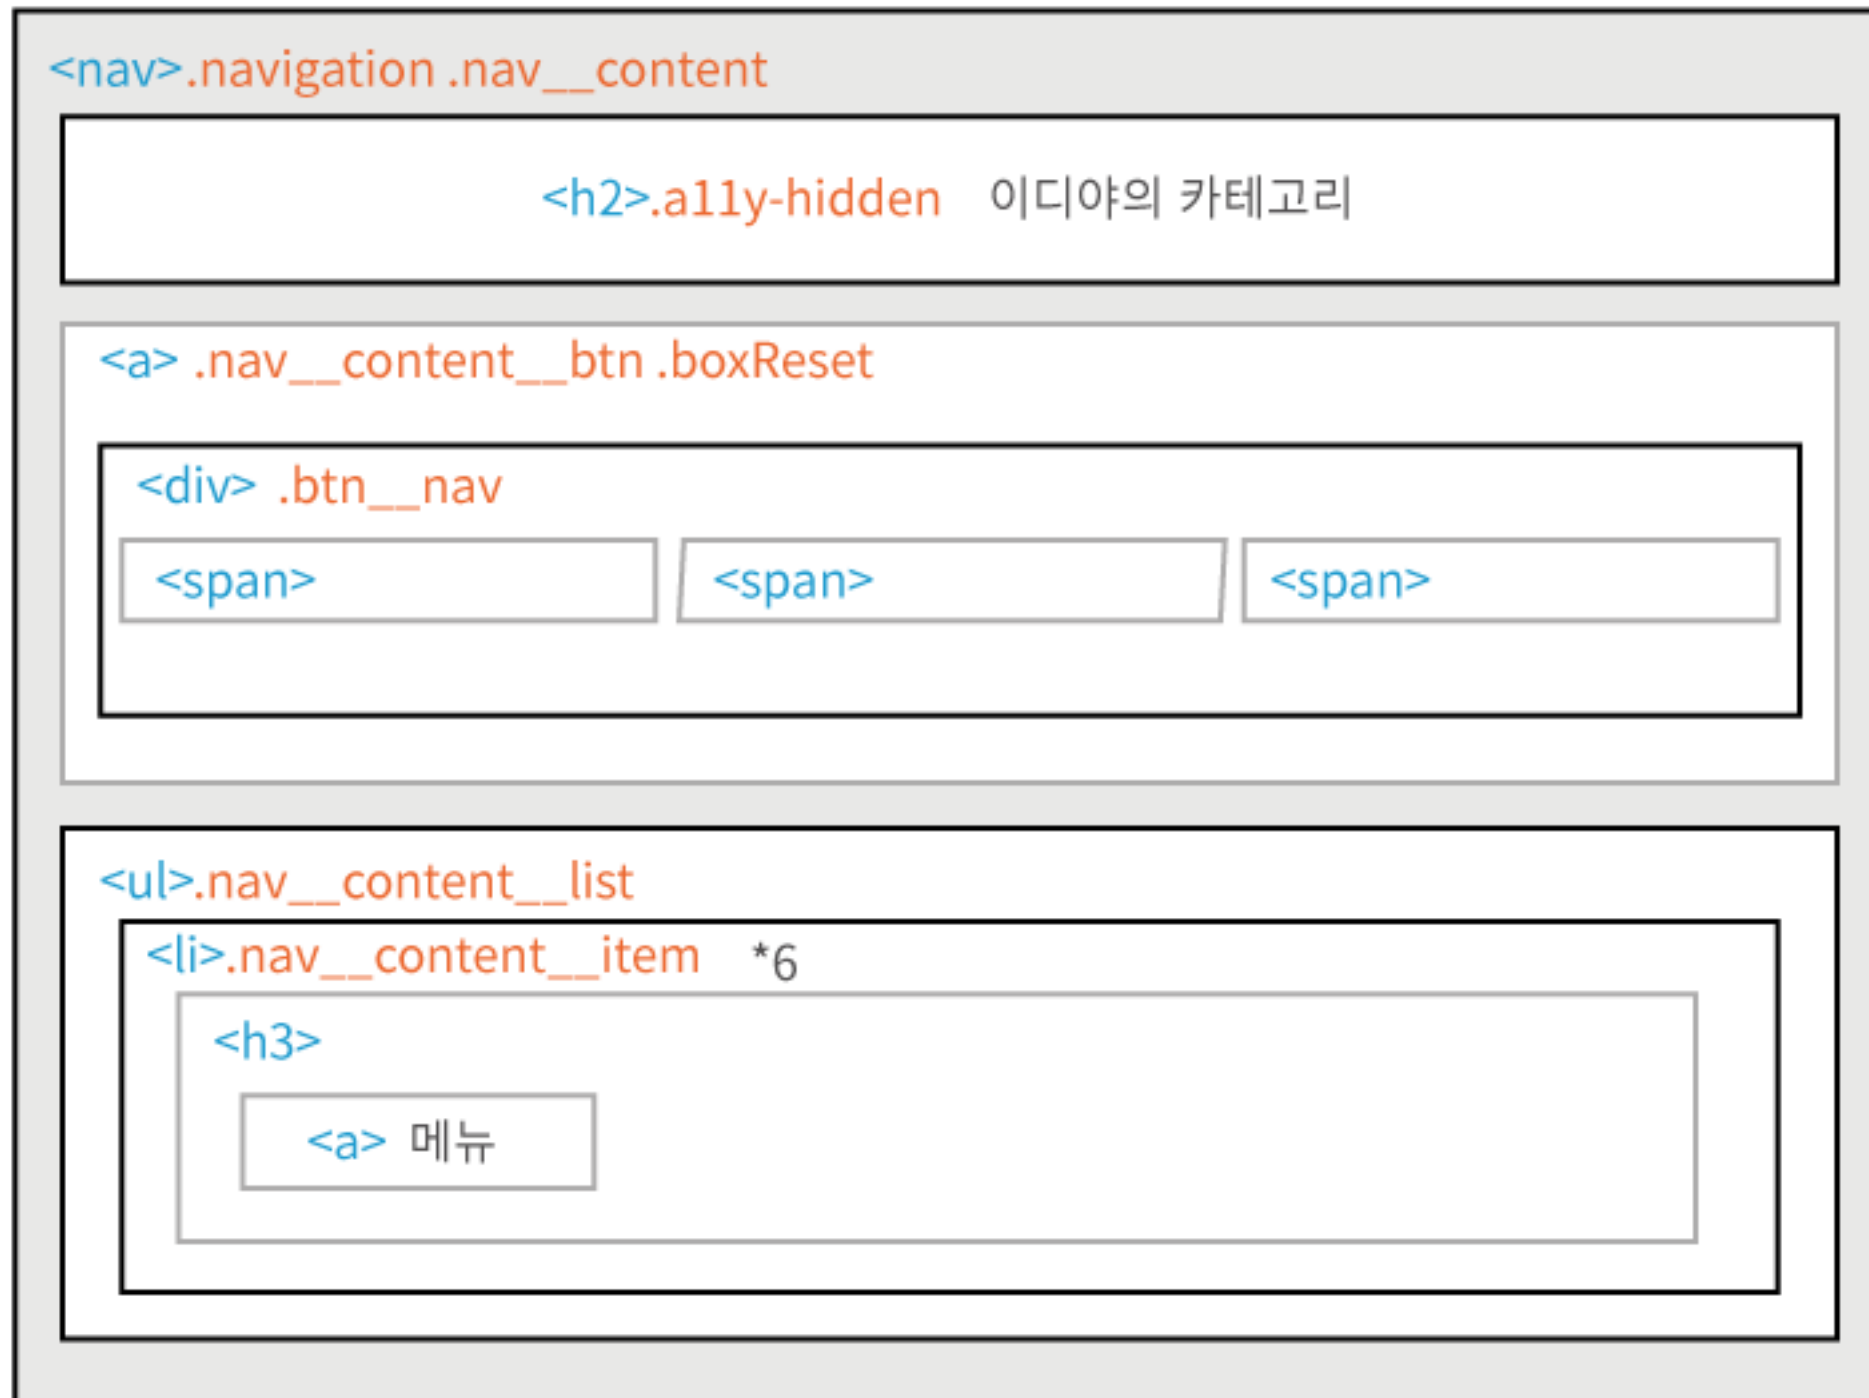 <nav>.navigation .nav__content
<h2>.a11y-hidden 이디야의 카테고리
<a> .nav__content__btn .boxReset
<div> .btn__nav
<span> <span> <span>
<ul>.nav__content__list
<li>.nav__content__item *6
<h3>
<a> 메뉴